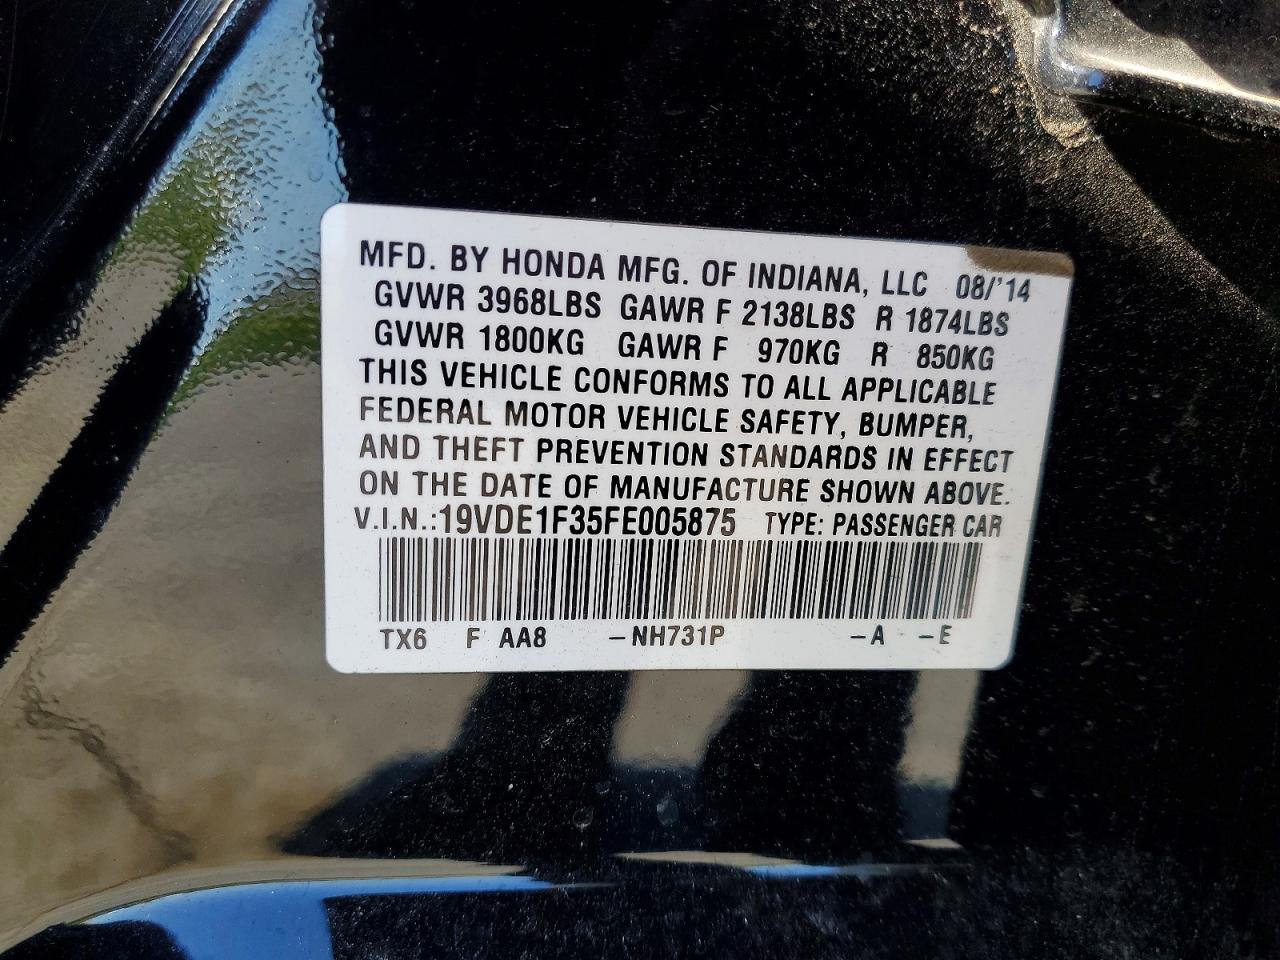 MFD. BY HONDA MFG. OF INDIANA, LLC 08/'14
GVWR 3968LBS GAWR F 2138LBS R 1874LBS
GVWR 1800KG GAWR F 970KG R 850KG
THIS VEHICLE CONFORMS TO ALL APPLICABLE
FEDERAL MOTOR VEHICLE SAFETY, BUMPER,
AND THEFT PREVENTION STANDARDS IN EFFECT
ON THE DATE OF MANUFACTURE SHOWN ABOVE.
V.I.N.:19VDE1F35FE005875 TYPE: PASSENGER CAR
TX6 F AA8 -NH731P -A -E